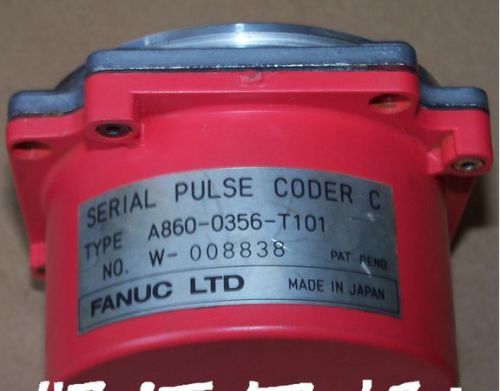 SERIAL PULSE CODER C
TYPE A860-0356-T101
NO. W-008838 PAT PEND
FANUC LTD MADE IN JAPAN